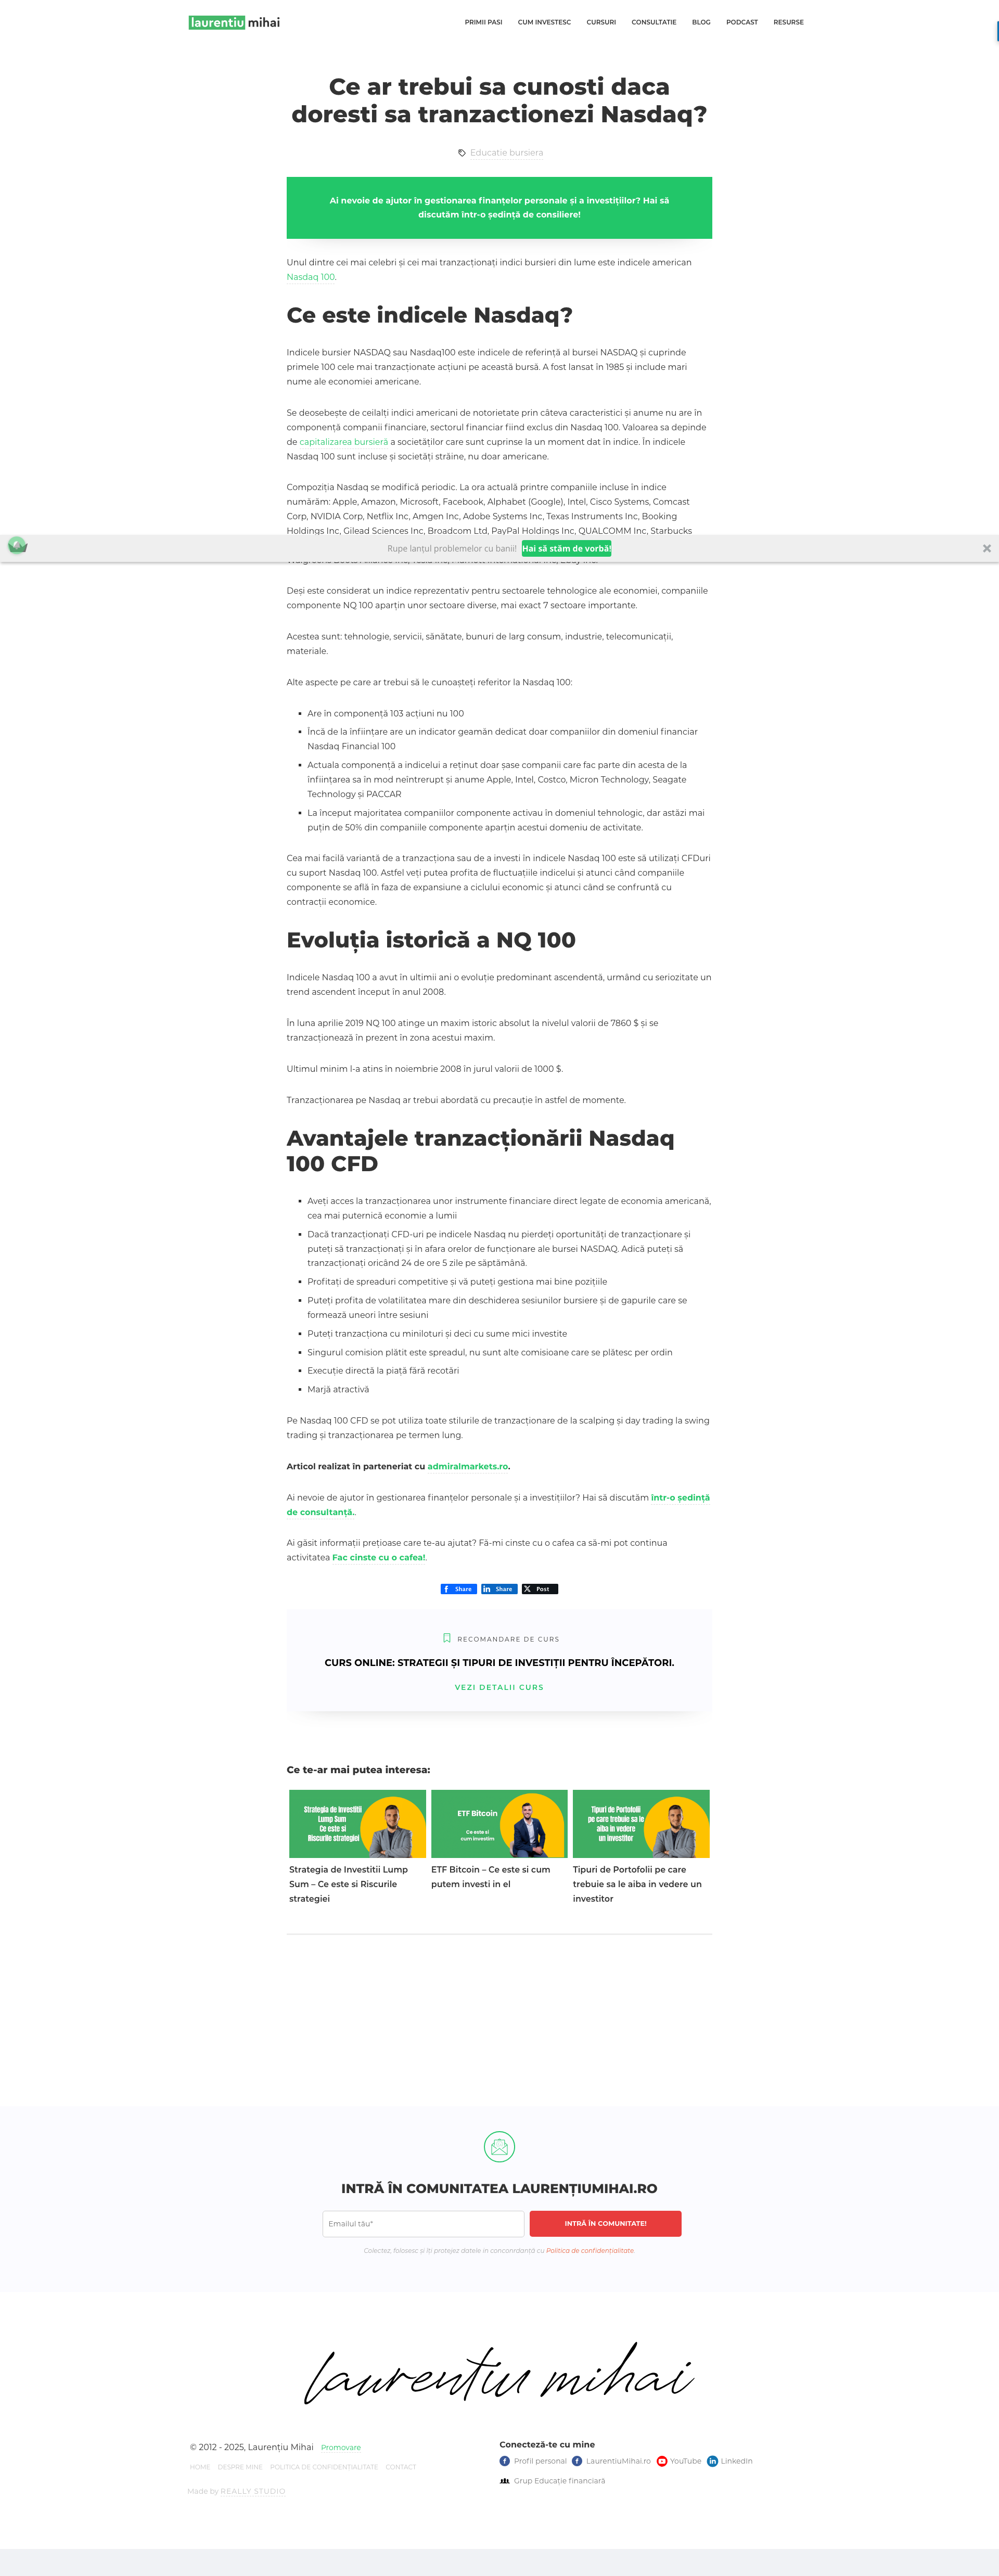 laurentiu mihai
PRIMII PASI CUM INVESTESC CURSURI CONSULTATIE BLOG PODCAST RESURSE
Ce ar trebui sa cunosti daca
doresti sa tranzactionezi Nasdaq?
Educatie bursiera
Ai nevoie de ajutor în gestionarea finanțelor personale și a investițiilor? Hai să
discutăm într-o ședință de consiliere!
Unul dintre cei mai celebri și cei mai tranzacționați indici bursieri din lume este indicele american
Nasdaq 100.
Ce este indicele Nasdaq?
Indicele bursier NASDAQ sau Nasdaq100 este indicele de referință al bursei NASDAQ și cuprinde
primele 100 cele mai tranzacționate acțiuni pe această bursă. A fost lansat în 1985 și include mari
nume ale economiei americane.
Se deosebește de ceilalți indici americani de notorietate prin câteva caracteristici și anume nu are în
componență companii financiare, sectorul financiar fiind exclus din Nasdaq 100. Valoarea sa depinde
de capitalizarea bursieră a societăților care sunt cuprinse la un moment dat în indice. În indicele
Nasdaq 100 sunt incluse și societăți străine, nu doar americane.
Compoziția Nasdaq se modifică periodic. La ora actuală printre companiile incluse în indice
numărăm: Apple, Amazon, Microsoft, Facebook, Alphabet (Google), Intel, Cisco Systems, Comcast
Corp, NVIDIA Corp, Netflix Inc, Amgen Inc, Adobe Systems Inc, Texas Instruments Inc, Booking
Holdings Inc, Gilead Sciences Inc, Broadcom Ltd, PayPal Holdings Inc, QUALCOMM Inc, Starbucks
Rupe lanțul problemelor cu banii! Hai să stăm de vorbă!
Deși este considerat un indice reprezentativ pentru sectoarele tehnologice ale economiei, companiile
componente NQ 100 aparțin unor sectoare diverse, mai exact 7 sectoare importante.
Acestea sunt: tehnologie, servicii, sănătate, bunuri de larg consum, industrie, telecomunicații,
materiale.
Alte aspecte pe care ar trebui să le cunoașteți referitor la Nasdaq 100:
Are în componență 103 acțiuni nu 100
Încă de la înființare are un indicator geamăn dedicat doar companiilor din domeniul financiar
Nasdaq Financial 100
Actuala componență a indicelui a reținut doar șase companii care fac parte din acesta de la
înființarea sa în mod neîntrerupt și anume Apple, Intel, Costco, Micron Technology, Seagate
Technology și PACCAR
La început majoritatea companiilor componente activau în domeniul tehnologic, dar astăzi mai
puțin de 50% din companiile componente aparțin acestui domeniu de activitate.
Cea mai facilă variantă de a tranzacționa sau de a investi în indicele Nasdaq 100 este să utilizați CFDuri
cu suport Nasdaq 100. Astfel veți putea profita de fluctuațiile indicelui și atunci când companiile
componente se află în faza de expansiune a ciclului economic și atunci când se confruntă cu
contracții economice.
Evoluția istorică a NQ 100
Indicele Nasdaq 100 a avut în ultimii ani o evoluție predominant ascendentă, urmând cu seriozitate un
trend ascendent început în anul 2008.
În luna aprilie 2019 NQ 100 atinge un maxim istoric absolut la nivelul valorii de 7860 $ și se
tranzacționează în prezent în zona acestui maxim.
Ultimul minim l-a atins în noiembrie 2008 în jurul valorii de 1000 $.
Tranzacționarea pe Nasdaq ar trebui abordată cu precauție în astfel de momente.
Avantajele tranzacționării Nasdaq
100 CFD
Aveți acces la tranzacționarea unor instrumente financiare direct legate de economia americană,
cea mai puternică economie a lumii
Dacă tranzacționați CFD-uri pe indicele Nasdaq nu pierdeți oportunități de tranzacționare și
puteți să tranzacționați și în afara orelor de funcționare ale bursei NASDAQ. Adică puteți să
tranzacționați oricând 24 de ore 5 zile pe săptămână.
Profitați de spreaduri competitive și vă puteți gestiona mai bine pozițiile
Puteți profita de volatilitatea mare din deschiderea sesiunilor bursiere și de gapurile care se
formează uneori între sesiuni
Puteți tranzacționa cu miniloturi și deci cu sume mici investite
Singurul comision plătit este spreadul, nu sunt alte comisioane care se plătesc per ordin
Execuție directă la piață fără recotări
Marjă atractivă
Pe Nasdaq 100 CFD se pot utiliza toate stilurile de tranzacționare de la scalping și day trading la swing
trading și tranzacționarea pe termen lung.
Articol realizat în parteneriat cu admiralmarkets.ro.
Ai nevoie de ajutor în gestionarea finanțelor personale și a investițiilor? Hai să discutăm într-o ședință
de consultanță..
Ai găsit informații prețioase care te-au ajutat? Fă-mi cinste cu o cafea ca să-mi pot continua
activitatea Fac cinste cu o cafea!.
Share Share Post
RECOMANDARE DE CURS
CURS ONLINE: STRATEGII ȘI TIPURI DE INVESTIȚII PENTRU ÎNCEPĂTORI.
VEZI DETALII CURS
Ce te-ar mai putea interesa:
Strategia de Investitii
Lump Sum
Ce este si
Riscurile strategiei
ETF Bitcoin
Ce este si
cum investim
Tipuri de Portofolii
pe care trebuie sa le
aiba in vedere
un investitor
Strategia de Investitii Lump
Sum – Ce este si Riscurile
strategiei
ETF Bitcoin – Ce este si cum
putem investi in el
Tipuri de Portofolii pe care
trebuie sa le aiba in vedere un
investitor
INTRĂ ÎN COMUNITATEA LAURENȚIUMIHAI.RO
Emailul tău*
INTRĂ ÎN COMUNITATE!
Colectez, folosesc și îți protejez datele în conconrdanță cu Politica de confidențialitate.
laurentiu mihai
© 2012 - 2025, Laurențiu Mihai Promovare
HOME DESPRE MINE POLITICA DE CONFIDENTIALITATE CONTACT
Made by REALLY STUDIO
Conecteză-te cu mine
Profil personal LaurentiuMihai.ro YouTube LinkedIn
Grup Educație financiară